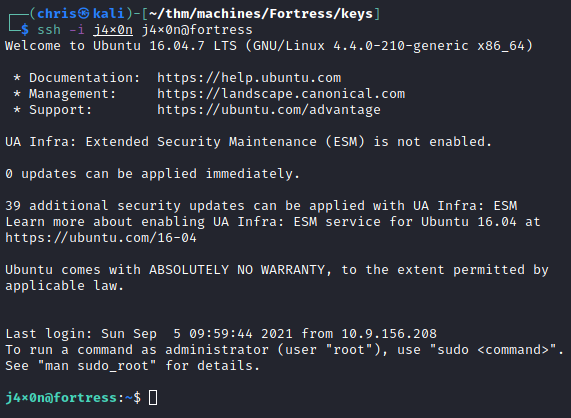 ┌──(chris㉿kali)-[~/thm/machines/Fortress/keys]
└─$ ssh -i j4x0n j4x0n@fortress
Welcome to Ubuntu 16.04.7 LTS (GNU/Linux 4.4.0-210-generic x86_64)
 * Documentation:  https://help.ubuntu.com
 * Management:     https://landscape.canonical.com
 * Support:        https://ubuntu.com/advantage
UA Infra: Extended Security Maintenance (ESM) is not enabled.
0 updates can be applied immediately.
39 additional security updates can be applied with UA Infra: ESM
Learn more about enabling UA Infra: ESM service for Ubuntu 16.04 at
https://ubuntu.com/16-04
Ubuntu comes with ABSOLUTELY NO WARRANTY, to the extent permitted by
applicable law.
Last login: Sun Sep  5 09:59:44 2021 from 10.9.156.208
To run a command as administrator (user "root"), use "sudo <command>".
See "man sudo_root" for details.
j4x0n@fortress:~$